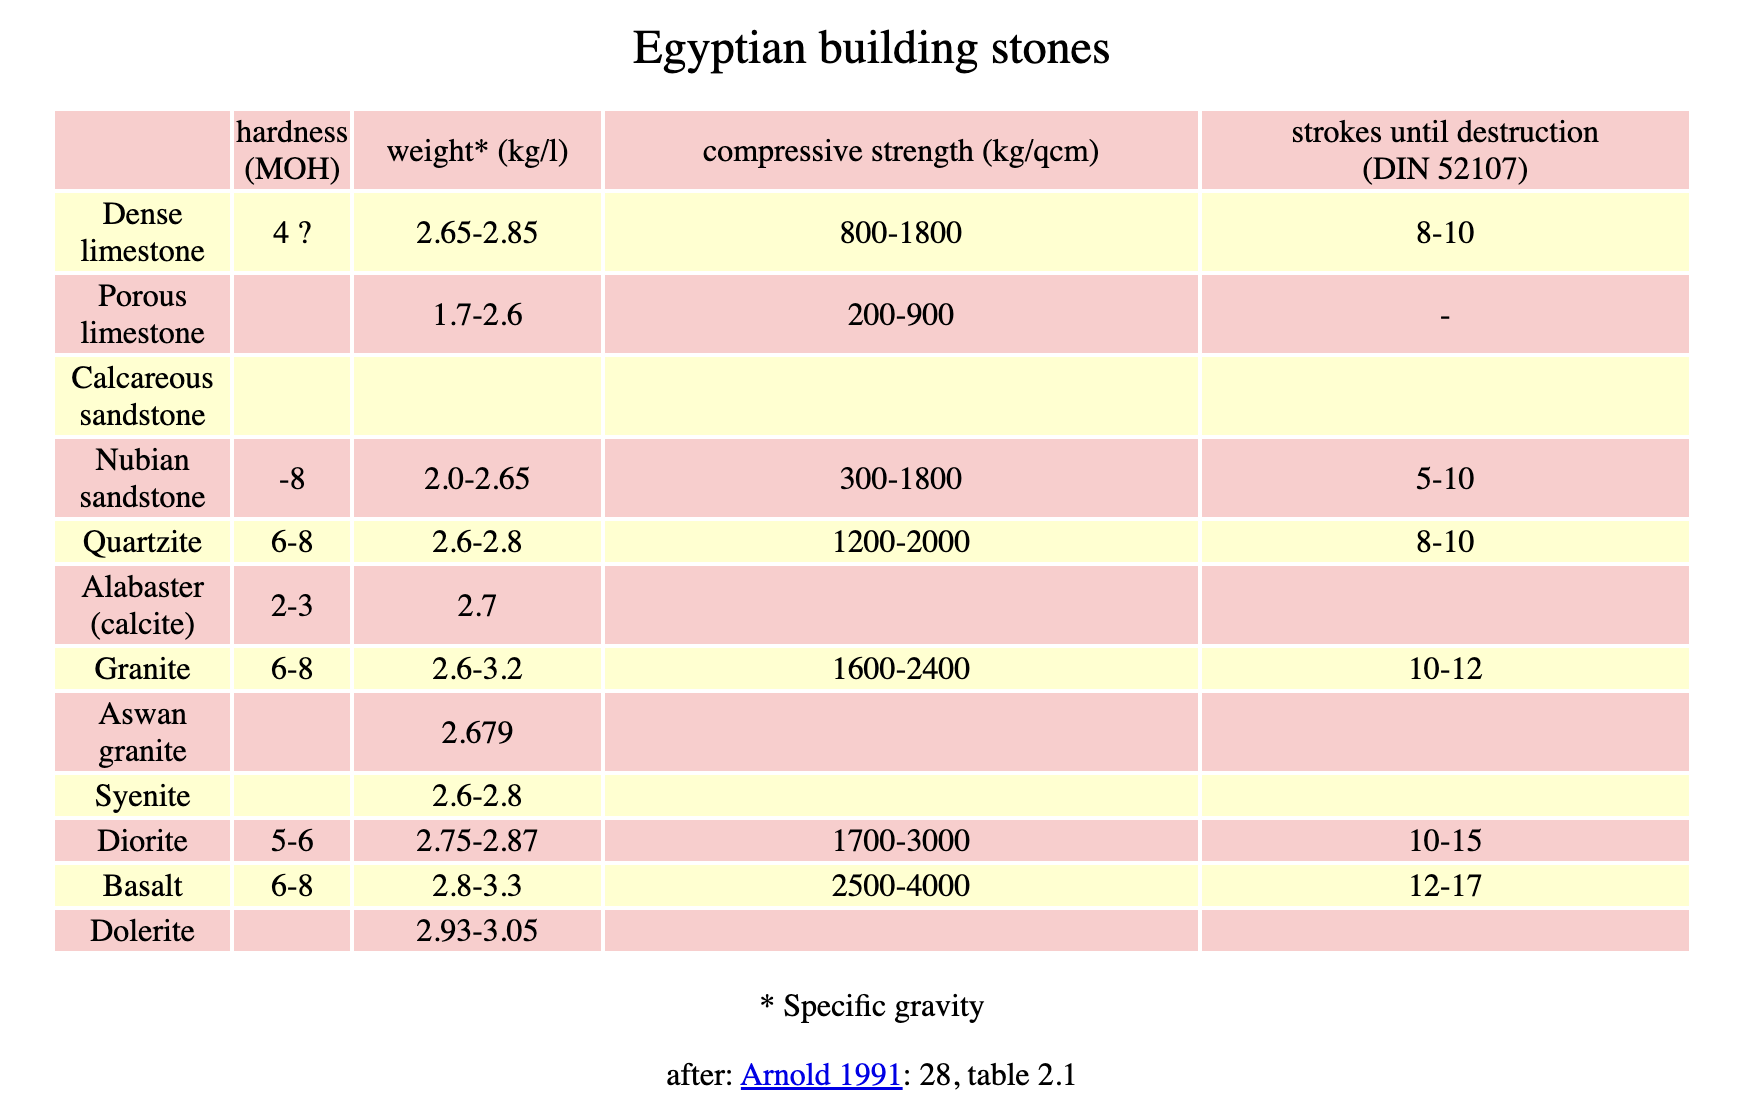 Egyptian building stones
hardness (MOH) weight* (kg/l) compressive strength (kg/qcm) strokes until destruction (DIN 52107)
Dense limestone 4 ? 2.65-2.85 800-1800 8-10
Porous limestone 1.7-2.6 200-900 -
Calcareous sandstone
Nubian sandstone -8 2.0-2.65 300-1800 5-10
Quartzite 6-8 2.6-2.8 1200-2000 8-10
Alabaster (calcite) 2-3 2.7
Granite 6-8 2.6-3.2 1600-2400 10-12
Aswan granite 2.679
Syenite 2.6-2.8
Diorite 5-6 2.75-2.87 1700-3000 10-15
Basalt 6-8 2.8-3.3 2500-4000 12-17
Dolerite 2.93-3.05
* Specific gravity
after: Arnold 1991: 28, table 2.1